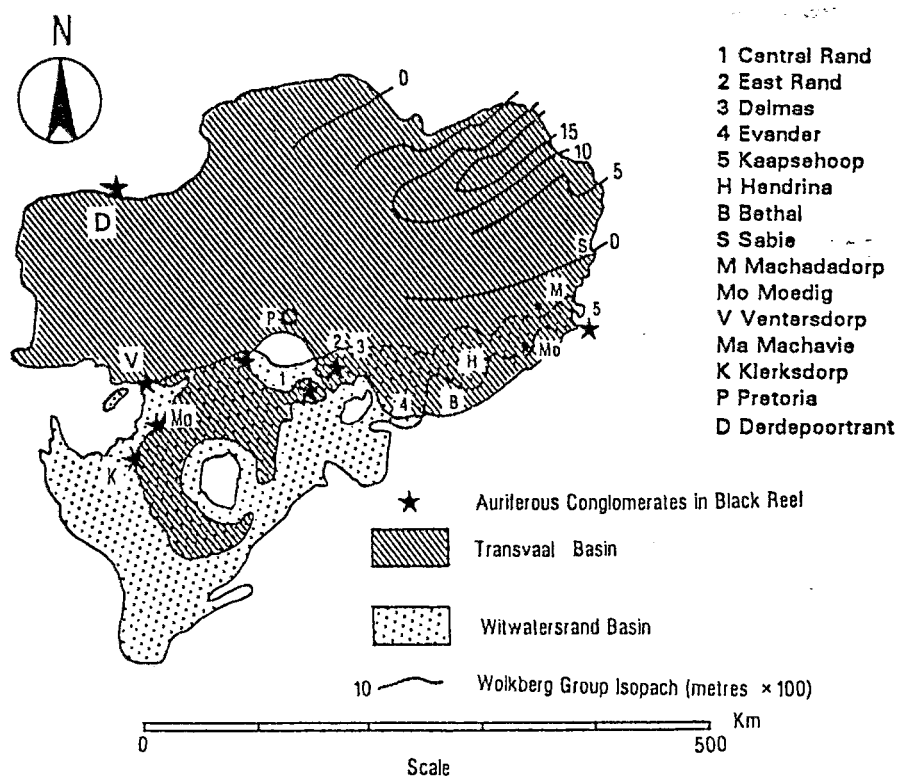 N
1 Central Rand
2 East Rand
3 Delmas
4 Evander
5 Kaapsehoop
H Hendrina
B Bethal
S Sabie
M Machadadorp
Mo Moedig
V Ventersdorp
Ma Machavie
K Klerksdorp
P Pretoria
D Derdepoortrant
0
15
10
5
D
S
0
M
5
P
2
3
Mo
V
1
H
4
B
Ma
K
Auriferous Conglomerates in Black Reef
Transvaal Basin
Witwatersrand Basin
10
Wolkberg Group Isopach (metres × 100)
Km
0
500
Scale